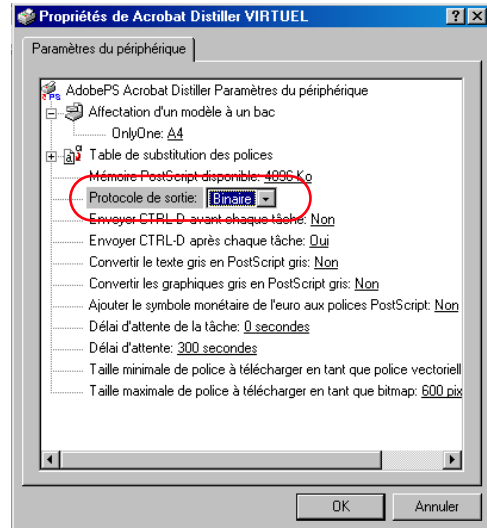 Propriétés de Acrobat Distiller VIRTUEL
Paramètres du périphérique
AdobePS Acrobat Distiller Paramètres du périphérique
Affectation d'un modèle à un bac
OnlyOne: A4
Table de substitution des polices
Mémoire PostScript disponible: 4096 Ko
Protocole de sortie: Binaire
Envoyer CTRL-D avant chaque tâche: Non
Envoyer CTRL-D après chaque tâche: Oui
Convertir le texte gris en PostScript gris: Non
Convertir les graphiques gris en PostScript gris: Non
Ajouter le symbole monétaire de l'euro aux polices PostScript: Non
Délai d'attente de la tâche: 0 secondes
Délai d'attente: 300 secondes
Taille minimale de police à télécharger en tant que police vectoriell
Taille maximale de police à télécharger en tant que bitmap: 600 pix
OK Annuler